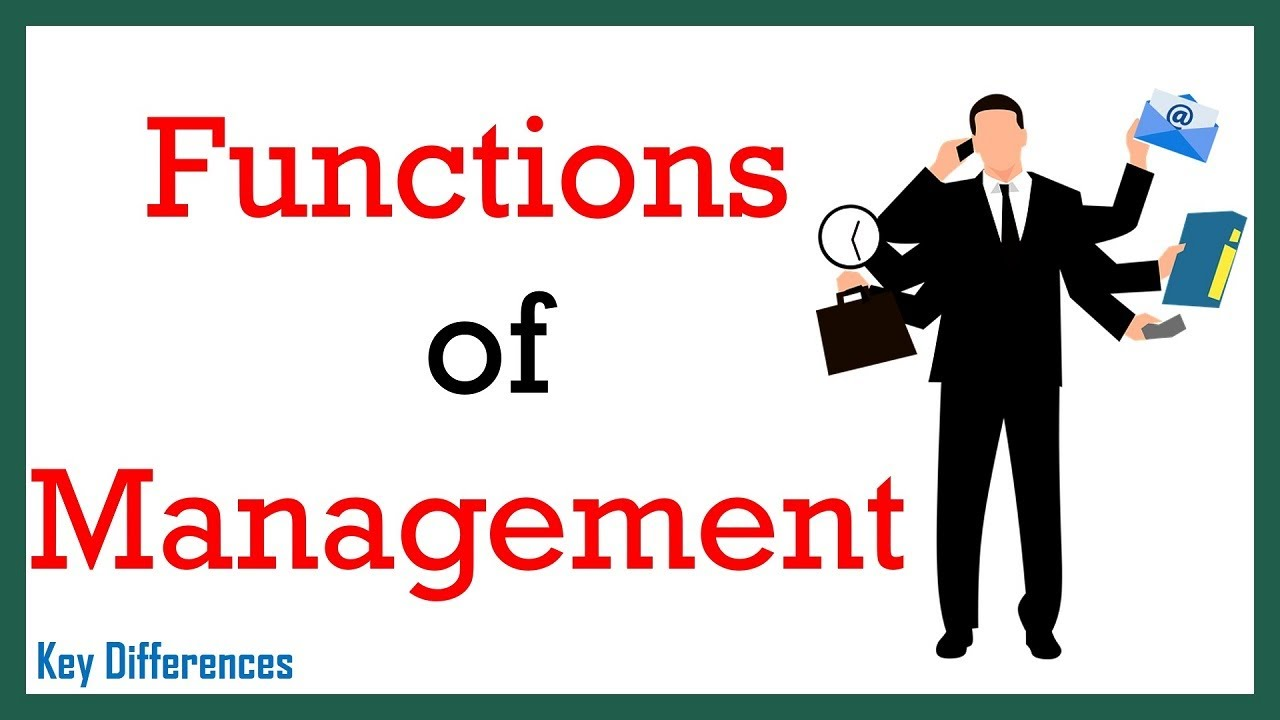 Functions
of
Management
@
Key Differences